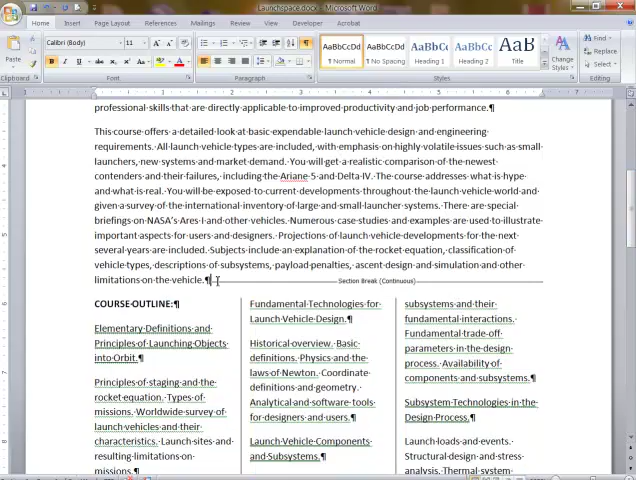 Launchspace.docx - Microsoft Word
Home
Insert
Page Layout
References
Mailings
Review
View
Developer
Acrobat
Paste
Clipboard
Calibri (Body)
11
Font
Paragraph
AaBbCcDd
¶ Normal
AaBbCcDd
¶ No Spacing
AaBbCc
Heading 1
AaBbCc
Heading 2
AaB
Title
Styles
Change
Styles
Find
Replace
Select
Editing
professional·skills·that·are·directly·applicable·to·improved·productivity·and·job·performance.¶
This·course·offers·a·detailed·look·at·basic·expendable·launch·vehicle·design·and·engineering·
requirements.··All·launch·vehicle·types·are·included,·with·emphasis·on·highly·volatile·issues·such·as·small·
launchers,·new·systems·and·market·demand.··You·will·get·a·realistic·comparison·of·the·newest·
contenders·and·their·failures,·including·the·Ariane·5·and·Delta·IV.··The·course·addresses·what·is·hype·
and·what·is·real.··You·will·be·exposed·to·current·developments·throughout·the·launch·vehicle·world·and·
given·a·survey·of·the·international·inventory·of·large·and·small·launcher·systems.··There·are·special·
briefings·on·NASA's·Ares·I·and·other·vehicles.··Numerous·case·studies·and·examples·are·used·to·illustrate·
important·aspects·for·users·and·designers.··Projections·of·launch·vehicle·developments·for·the·next·
several·years·are·included.··Subjects·include·an·explanation·of·the·rocket·equation,·classification·of·
vehicle·types,·descriptions·of·subsystems,·payload·penalties,·ascent·design·and·simulation·and·other·
limitations·on·the·vehicle.¶
Section Break (Continuous)
COURSE·OUTLINE:¶
Elementary·Definitions·and·
Principles·of·Launching·Objects·
into·Orbit.¶
Principles·of·staging·and·the·
rocket·equation.··Types·of·
missions.··Worldwide·survey·of·
launch·vehicles·and·their·
characteristics.··Launch·sites·and·
resulting·limitations·on·
missions.¶
Fundamental·Technologies·for·
Launch·Vehicle·Design.¶
Historical·overview.··Basic·
definitions.··Physics·and·the·
laws·of·Newton.··Coordinate·
definitions·and·geometry.··
Analytical·and·software·tools·
for·designers·and·users.¶
Launch·Vehicle·Components·
and·Subsystems.¶
subsystems·and·their·
fundamental·interactions.··
Fundamental·trade-off·
parameters·in·the·design·
process.··Availability·of·
components·and·subsystems.¶
Subsystem·Technologies·in·the·
Design·Process.¶
Launch·loads·and·events.··
Structural·design·and·stress·
analysis.··Thermal·system·